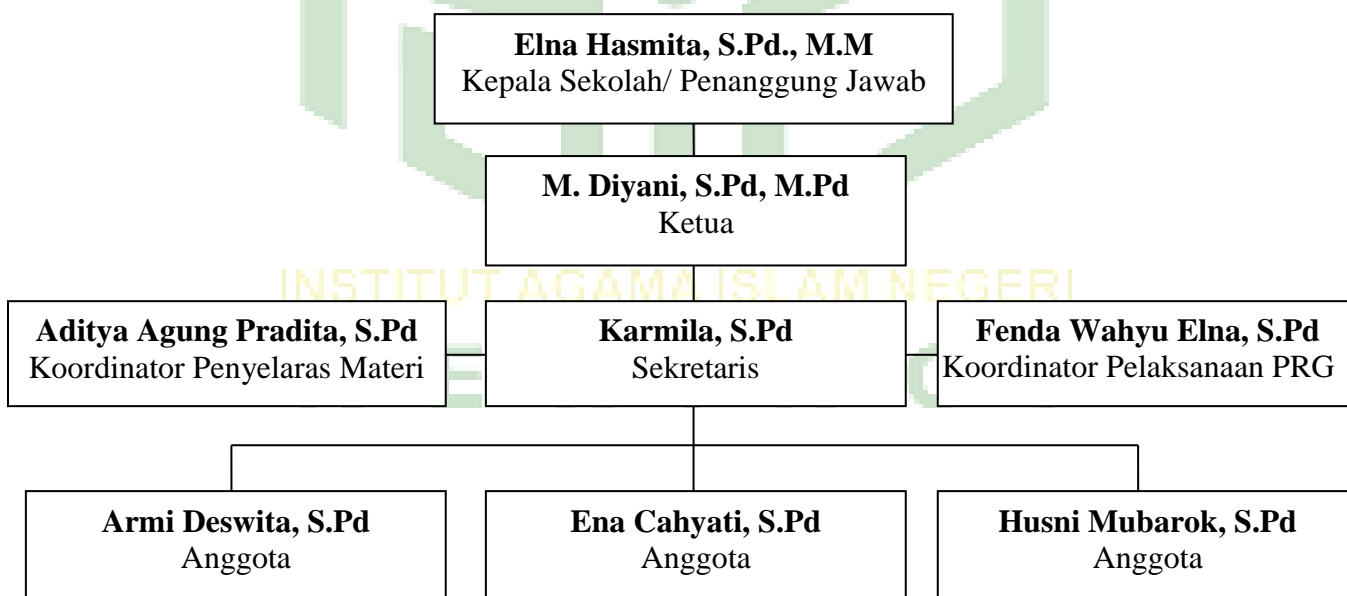 Elna Hasmita, S.Pd., M.M
Kepala Sekolah/ Penanggung Jawab
M. Diyani, S.Pd, M.Pd
Ketua
INSTITUT AGAMA ISLAM NEGERI
Aditya Agung Pradita, S.Pd
Koordinator Penyelaras Materi
Karmila, S.Pd
Sekretaris
Fenda Wahyu Elna, S.Pd
Koordinator Pelaksanaan PRG
Armi Deswita, S.Pd
Anggota
Ena Cahyati, S.Pd
Anggota
Husni Mubarok, S.Pd
Anggota